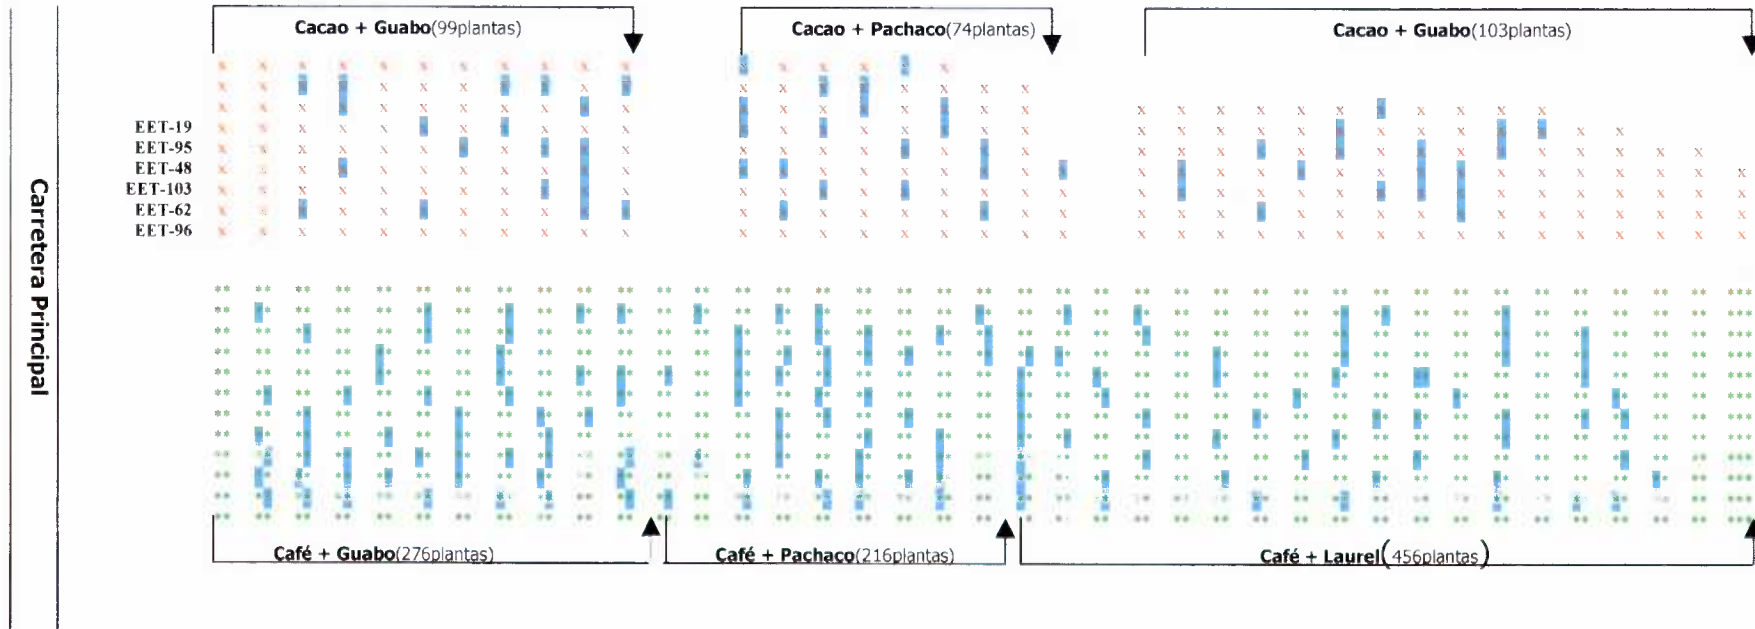 Cacao + Guabo(99plantas)
Cacao + Pachaco(74plantas)
Cacao + Guabo(103plantas)
EET-19
EET-95
EET-48
EET-103
EET-62
EET-96
Carretera Principal
Café + Guabo(276plantas)
Café + Pachaco(216plantas)
Café + Laurel(456plantas)